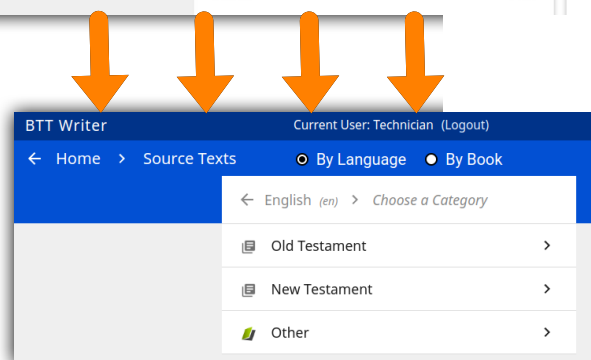 BTT Writer Current User: Technician (Logout)
Home > Source Texts By Language By Book
English (en) > Choose a Category
Old Testament
New Testament
Other